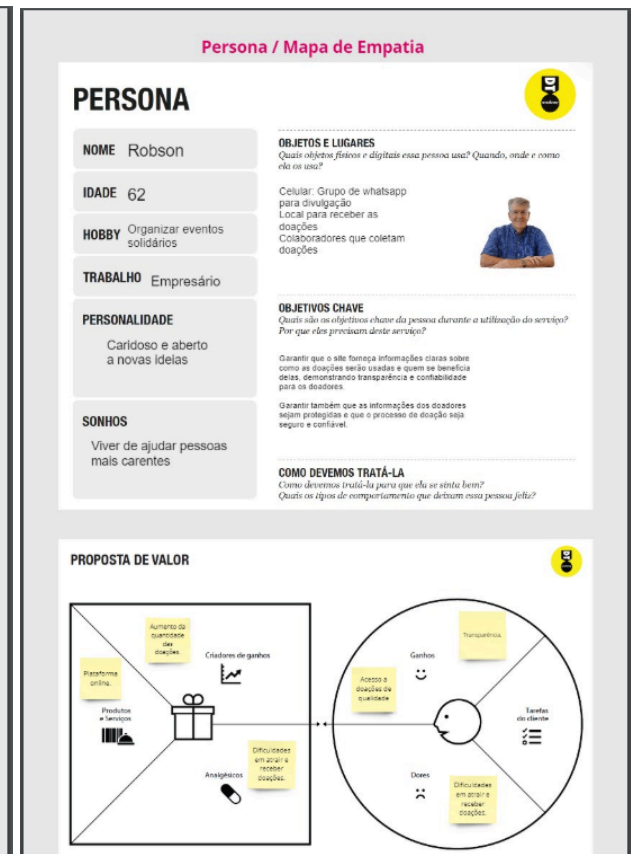 Persona / Mapa de Empatia
PERSONA
DT
NOME Robson
IDADE 62
HOBBY Organizar eventos
solidários
TRABALHO Empresário
PERSONALIDADE
Caridoso e aberto
a novas ideias
SONHOS
Viver de ajudar pessoas
mais carentes
OBJETOS E LUGARES
Quais objetos físicos e digitais essa pessoa usa? Quando, onde e como
ela os usa?
Celular: Grupo de whatsapp
para divulgação
Local para receber as
doações
Colaboradores que coletam
doações
OBJETIVOS CHAVE
Quais são os objetivos chave da pessoa durante a utilização do serviço?
Por que eles precisam deste serviço?
Garantir que o site forneça informações claras sobre
como as doações serão usadas e quem se beneficia
delas, demonstrando transparência e confiabilidade
para os doadores.
Garantir também que as informações dos doadores
sejam protegidas e que o processo de doação seja
seguro e confiável.
COMO DEVEMOS TRATÁ-LA
Como devemos tratá-la para que ela se sinta bem?
Quais os tipos de comportamento que deixam essa pessoa feliz?
PROPOSTA DE VALOR
DT
Aumento da
quantidade
das
doações.
Criadores de ganhos
Plataforma
online.
Produtos
e Serviços
Analgésicos
Dificuldades
em atrair e
receber
doações.
Transparência.
Ganhos
Acesso a
doações de
qualidade
Tarefas
do cliente
Dores
Dificuldades
em atrair e
receber
doações.